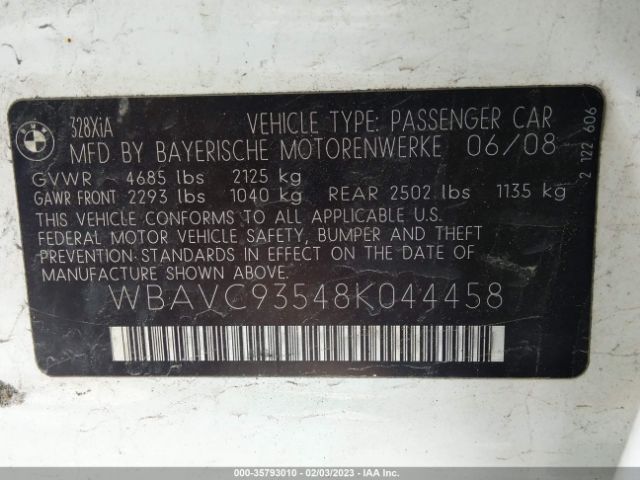 BMW
328XiA VEHICLE TYPE: PASSENGER CAR
MFD BY BAYERISCHE MOTORENWERKE 06/08
GVWR 4685 lbs 2125 kg
GAWR FRONT 2293 lbs 1040 kg REAR 2502 lbs 1135 kg
THIS VEHICLE CONFORMS TO ALL APPLICABLE U.S.
FEDERAL MOTOR VEHICLE SAFETY, BUMPER AND THEFT
PREVENTION STANDARDS IN EFFECT ON THE DATE OF
MANUFACTURE SHOWN ABOVE.
WBAVC93548K044458
2 122 606
000-35793010 - 02/03/2023 - IAA Inc.